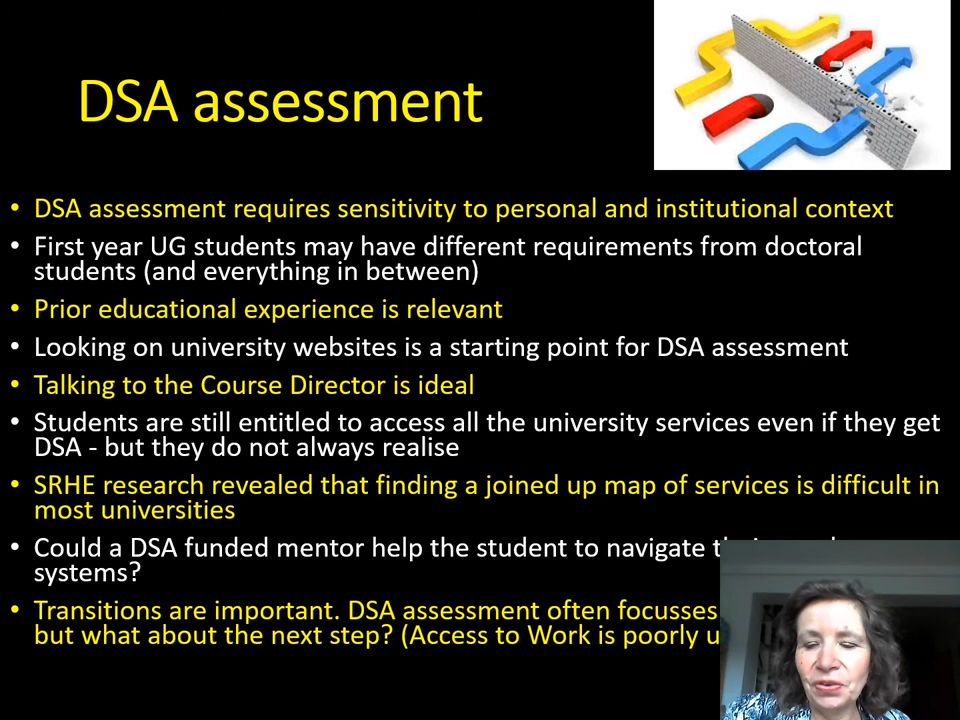 DSA assessment
• DSA assessment requires sensitivity to personal and institutional context
• First year UG students may have different requirements from doctoral
students (and everything in between)
• Prior educational experience is relevant
• Looking on university websites is a starting point for DSA assessment
• Talking to the Course Director is ideal
• Students are still entitled to access all the university services even if they get
DSA - but they do not always realise
• SRHE research revealed that finding a joined up map of services is difficult in
most universities
• Could a DSA funded mentor help the student to navigate
systems?
• Transitions are important. DSA assessment often focusses
but what about the next step? (Access to Work is poorly